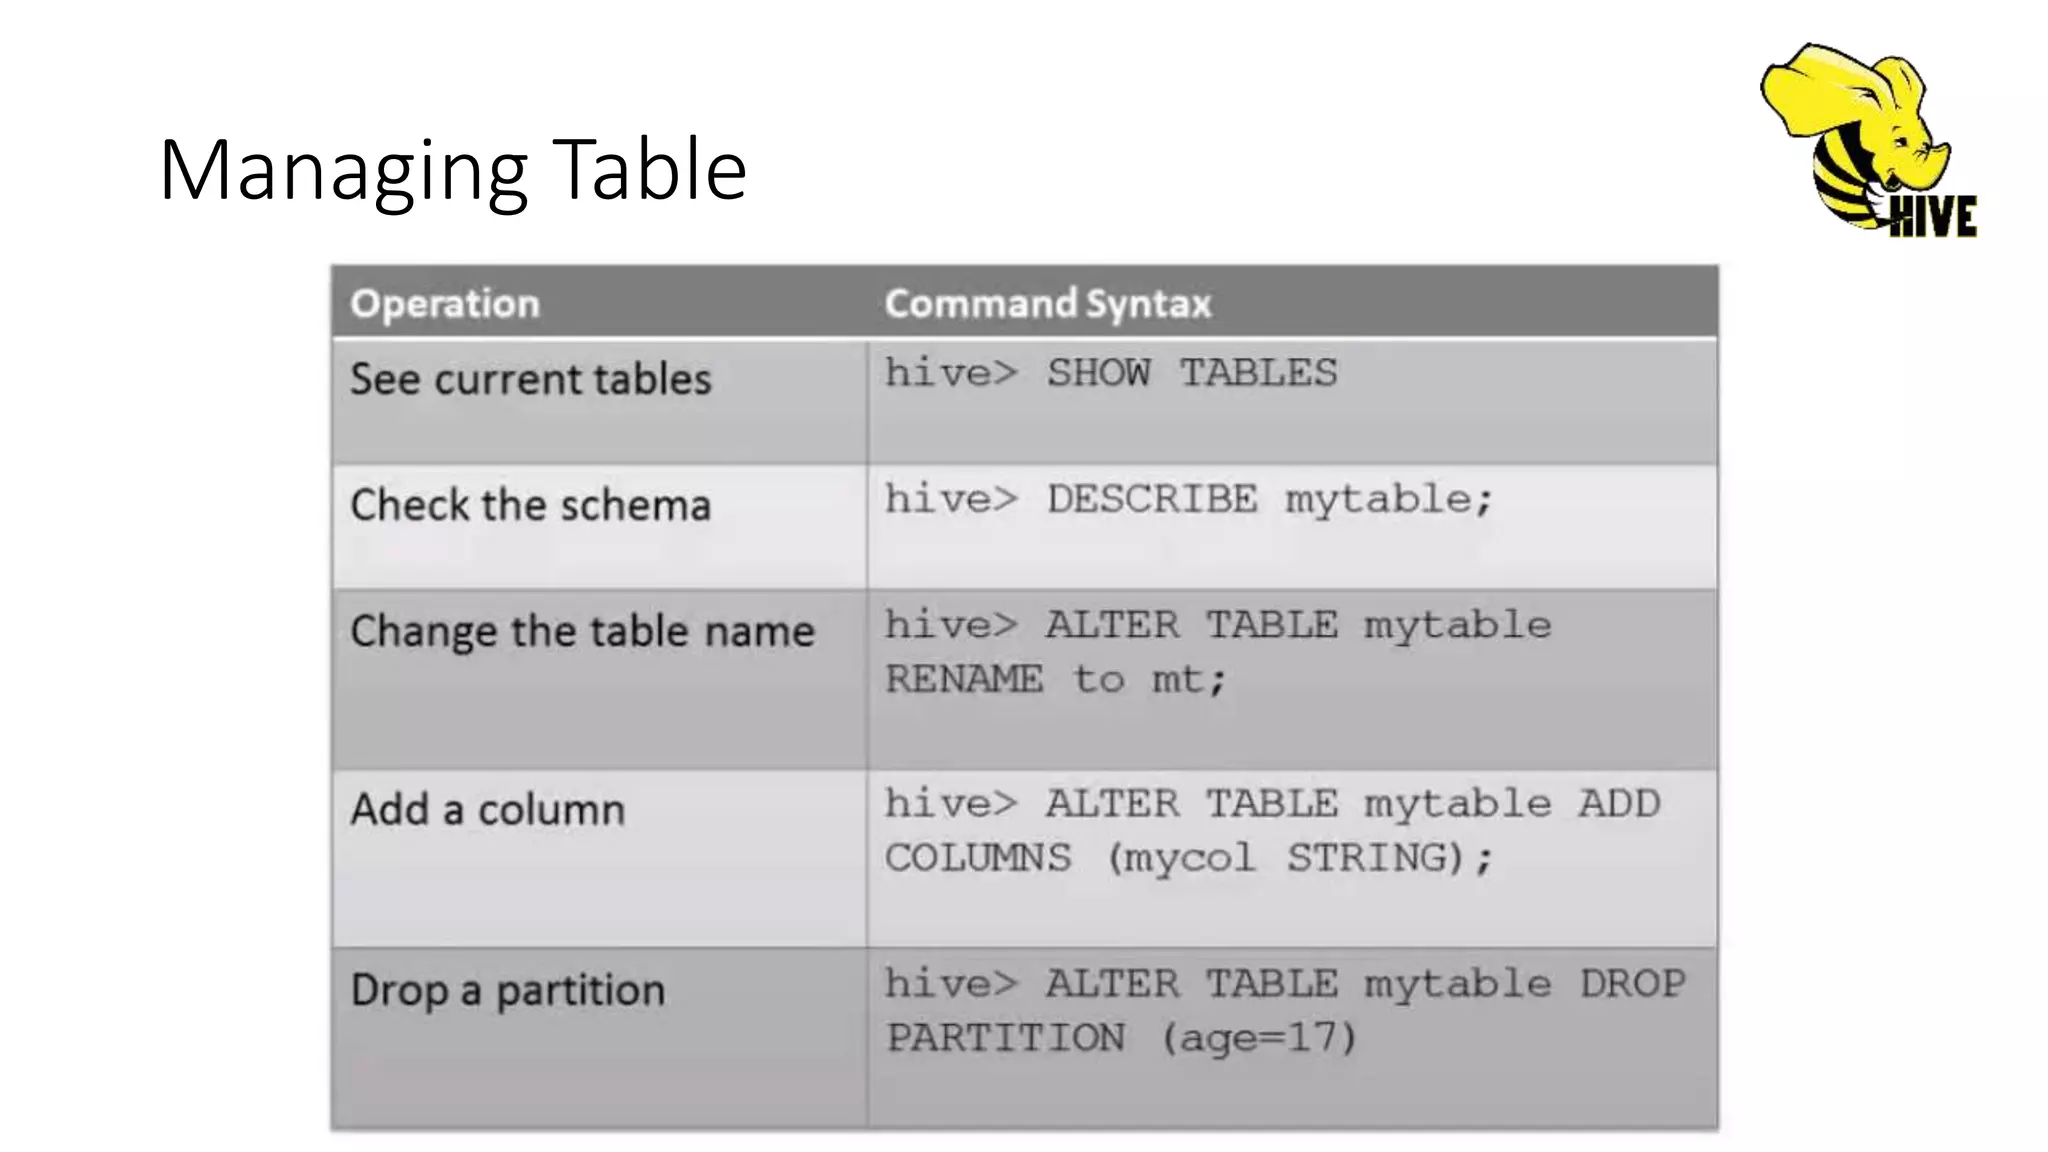 Managing Table
HIVE
Operation Command Syntax
See current tables hive> SHOW TABLES
Check the schema hive> DESCRIBE mytable;
Change the table name hive> ALTER TABLE mytable
RENAME to mt;
Add a column hive> ALTER TABLE mytable ADD
COLUMNS (mycol STRING);
Drop a partition hive> ALTER TABLE mytable DROP
PARTITION (age=17)